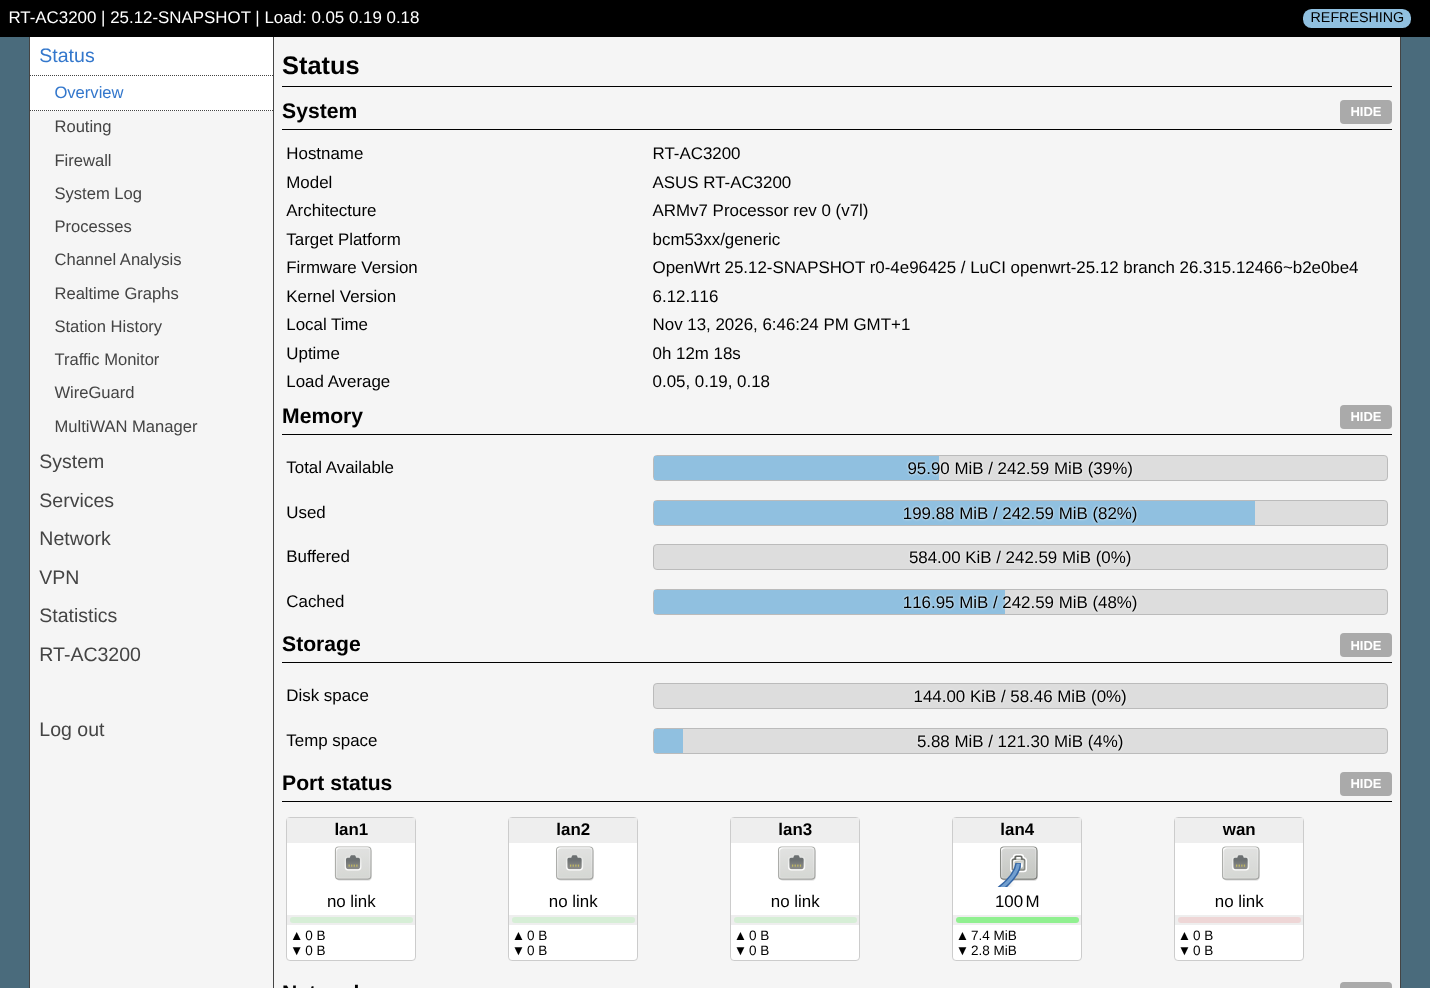 RT-AC3200 | 25.12-SNAPSHOT | Load: 0.05 0.19 0.18 REFRESHING
Status
Overview
Routing
Firewall
System Log
Processes
Channel Analysis
Realtime Graphs
Station History
Traffic Monitor
WireGuard
MultiWAN Manager
System
Services
Network
VPN
Statistics
RT-AC3200
Log out
Status
System HIDE
Hostname RT-AC3200
Model ASUS RT-AC3200
Architecture ARMv7 Processor rev 0 (v7l)
Target Platform bcm53xx/generic
Firmware Version OpenWrt 25.12-SNAPSHOT r0-4e96425 / LuCI openwrt-25.12 branch 26.315.12466~b2e0be4
Kernel Version 6.12.116
Local Time Nov 13, 2026, 6:46:24 PM GMT+1
Uptime 0h 12m 18s
Load Average 0.05, 0.19, 0.18
Memory HIDE
Total Available 95.90 MiB / 242.59 MiB (39%)
Used 199.88 MiB / 242.59 MiB (82%)
Buffered 584.00 KiB / 242.59 MiB (0%)
Cached 116.95 MiB / 242.59 MiB (48%)
Storage HIDE
Disk space 144.00 KiB / 58.46 MiB (0%)
Temp space 5.88 MiB / 121.30 MiB (4%)
Port status HIDE
lan1 lan2 lan3 lan4 wan
no link no link no link 100 M no link
▲ 0 B ▲ 0 B ▲ 0 B ▲ 7.4 MiB ▲ 0 B
▼ 0 B ▼ 0 B ▼ 0 B ▼ 2.8 MiB ▼ 0 B